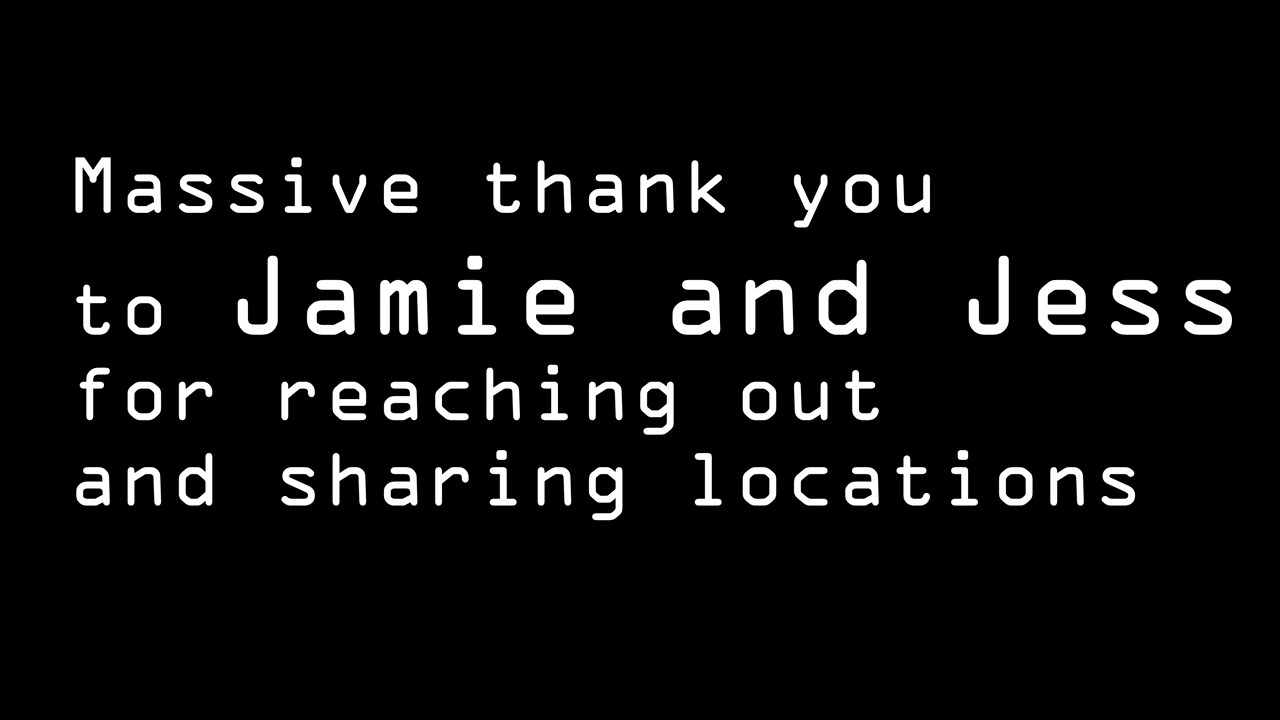 Massive thank you
to Jamie and Jess
for reaching out
and sharing locations